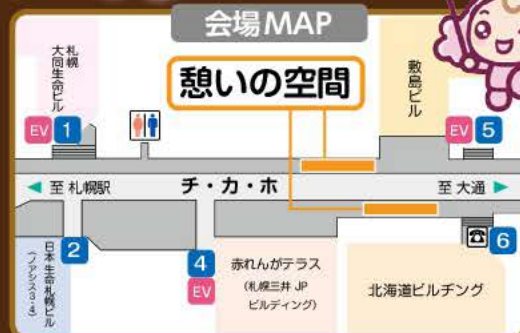 会場MAP
憩いの空間
札幌
大同生命ビル
EV 1
敷島ビル
EV 5
至 札幌駅
チ・カ・ホ
至 大通
日本生命札幌ビル
(ノアシス3・4)
2
4
EV
赤れんがテラス
(札幌三井 JP
ビルディング)
北海道ビルヂング
6